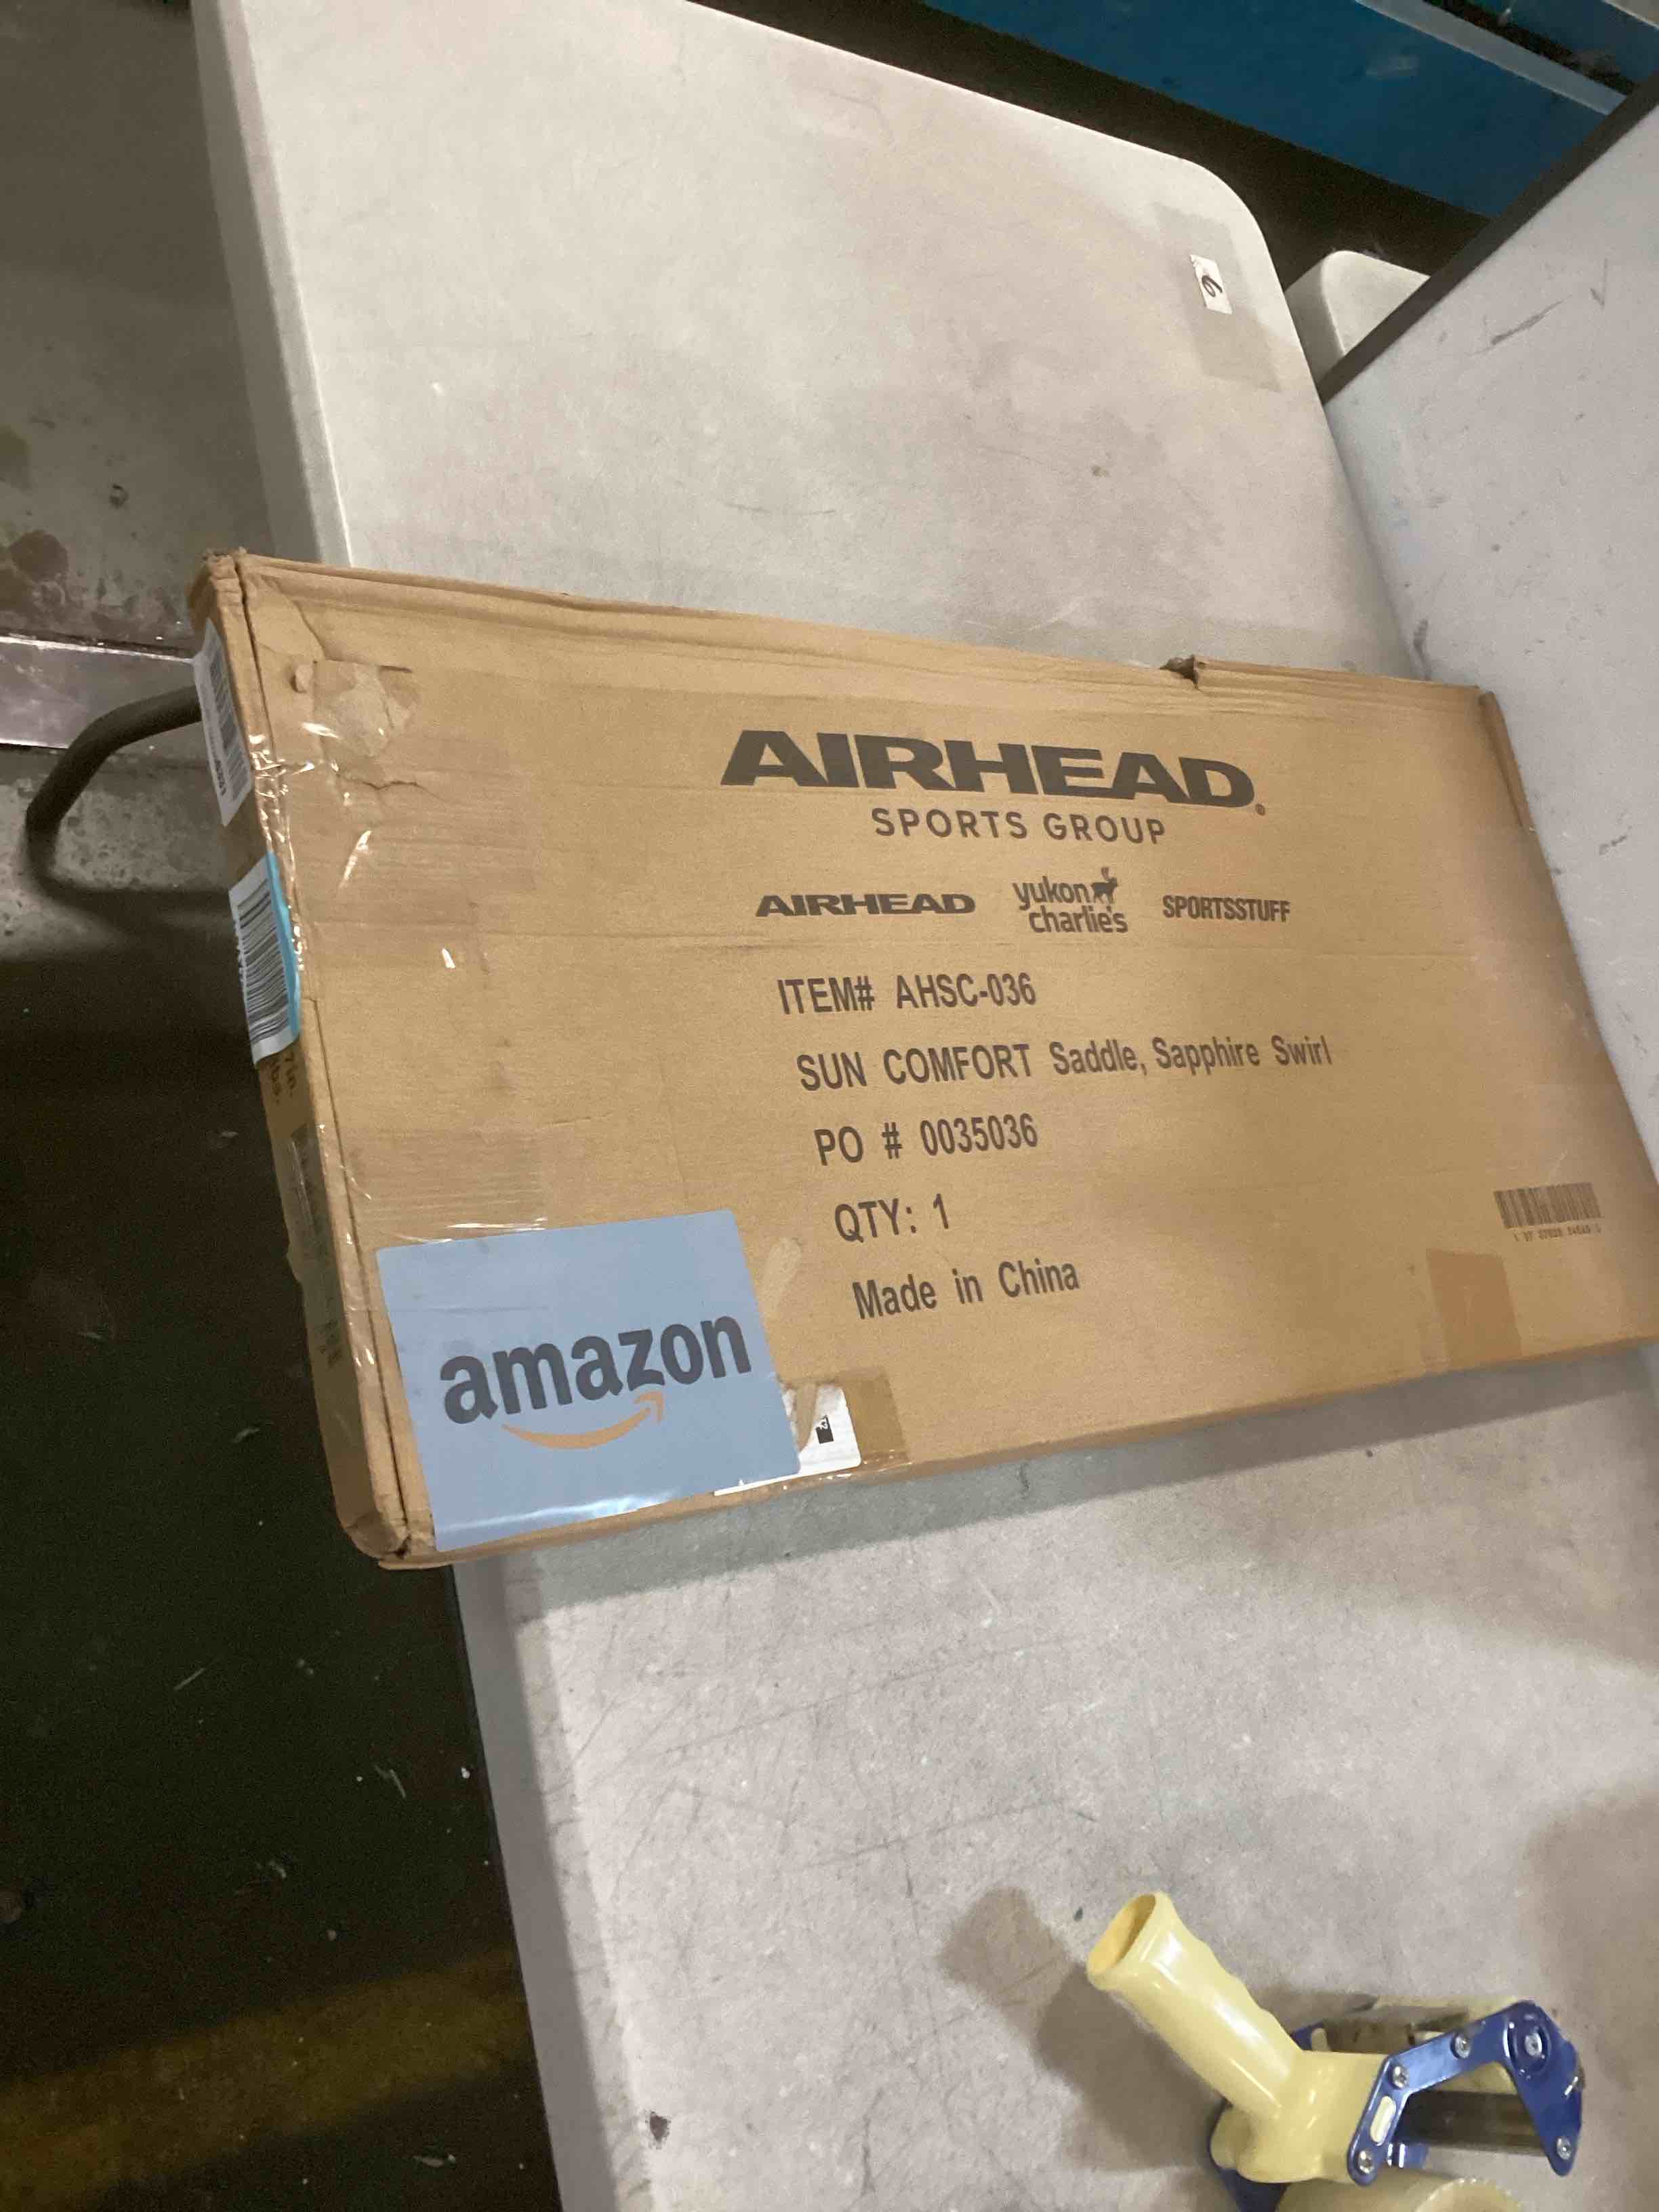 6
AIRHEAD®
SPORTS GROUP
AIRHEAD
yukon
charlie's
SPORTSSTUFF
ITEM# AHSC-036
SUN COMFORT Saddle, Sapphire Swirl
PO # 0035036
QTY: 1
Made in China
amazon